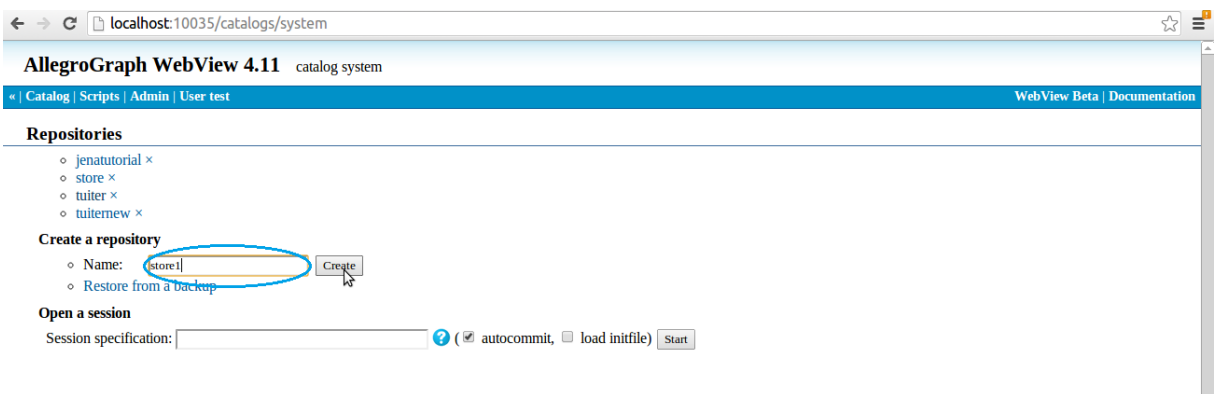 localhost:10035/catalogs/system
AllegroGraph WebView 4.11 catalog system
« | Catalog | Scripts | Admin | User test WebView Beta | Documentation
Repositories
jenatutorial ×
store ×
tuiter ×
tuiternew ×
Create a repository
Name: store1 Create
Restore from a backup
Open a session
Session specification: ? ( autocommit, load initfile) Start